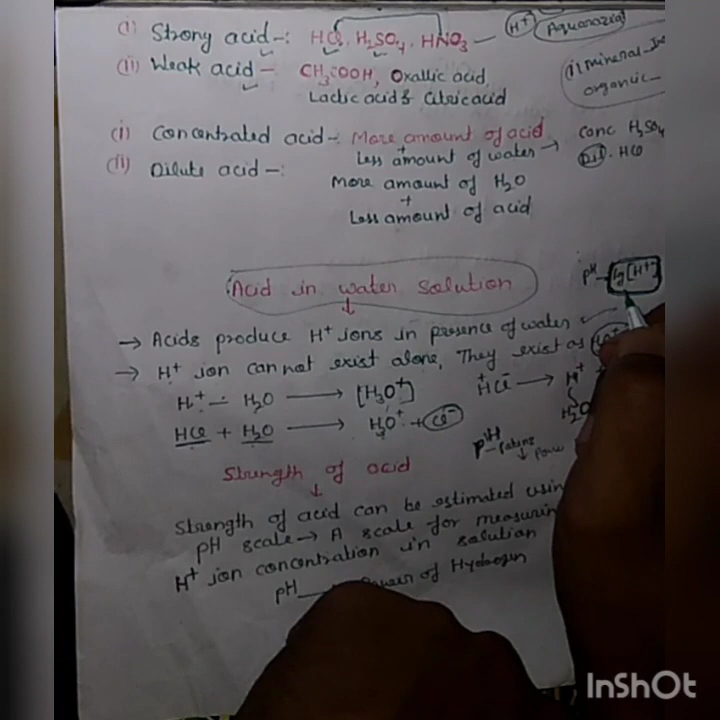 (i) Strong acid -: HCl, H₂SO₄, HNO₃ — H⁺
(ii) Weak acid - CH₃COOH, Oxallic acid,
Lactic acid & Citric acid
(i) mineral-
organic-
(i) Concentrated acid -: More amount of acid
+
Less amount of water → conc H₂SO₄
Dil. HCl
(ii) Dilute acid -: More amount of H₂O
+
Less amount of acid
Acid in water solution
↓
pH - log[H⁺]
→ Acids produce H⁺ ions in presence of water
→ H⁺ ion can not exist alone, They exist as
H⁺ - H₂O → [H₃O⁺]
HCl + H₂O → H₃O⁺ + Cl⁻
⁺HCl⁻ → H⁺
H₂O
pH
Strength of acid
↓
Strength of acid can be estimated
pH scale → A scale for
H⁺ ion concentration in solution
pH of Hydrogen
InShOt